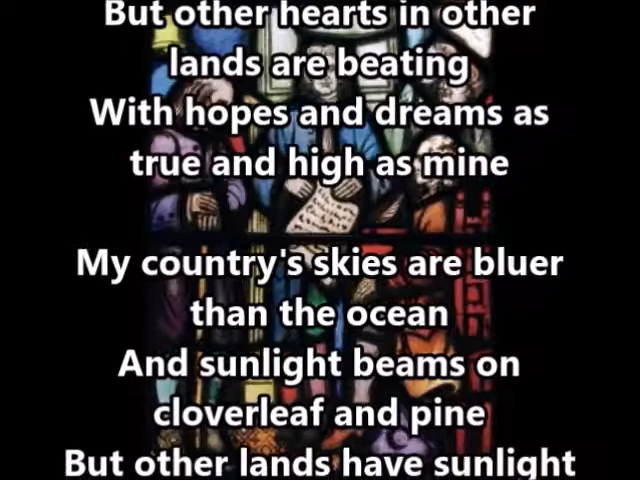 But other hearts in other
lands are beating
With hopes and dreams as
true and high as mine
My country's skies are bluer
than the ocean
And sunlight beams on
cloverleaf and pine
But other lands have sunlight